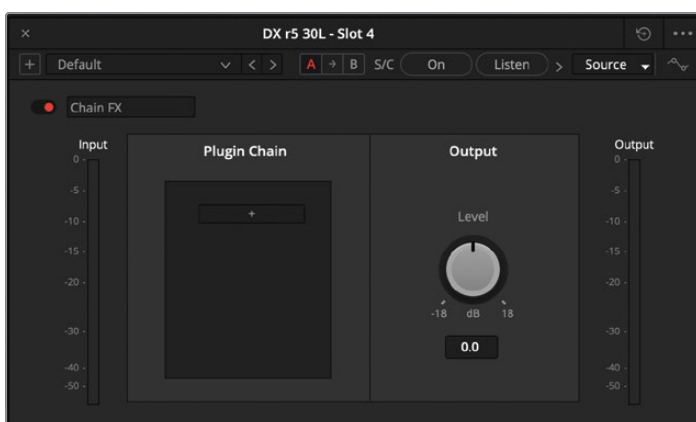 × DX r5 30L - Slot 4 •••
+ Default < > A → B S/C On Listen > Source
Chain FX
Input
0 -
-5 -
-10 -
-15 -
-20 -
-30 -
-40 -
-50 -
Plugin Chain
+
Output
Level
-18 dB 18
0.0
Output
0 -
-5 -
-10 -
-15 -
-20 -
-30 -
-40 -
-50 -